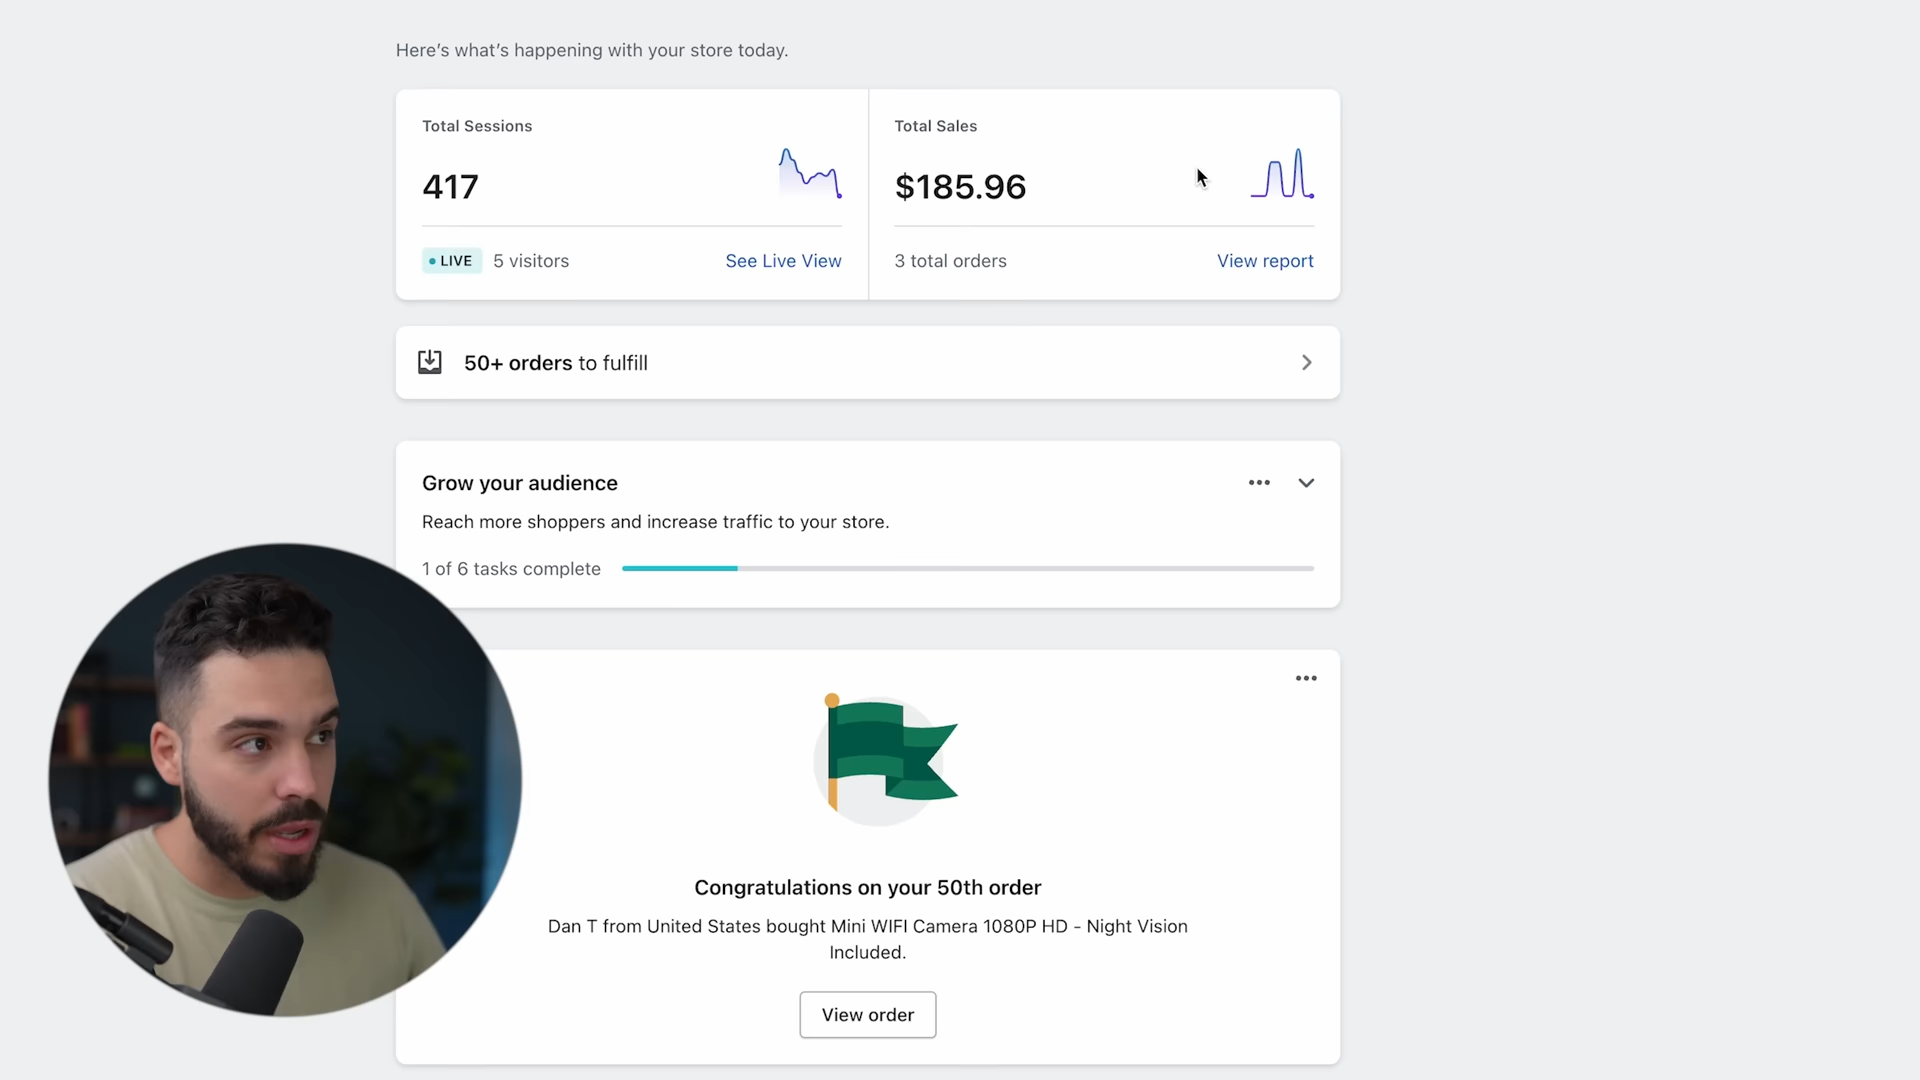 Here's what's happening with your store today.
Total Sessions
417
LIVE 5 visitors See Live View
Total Sales
$185.96
3 total orders View report
50+ orders to fulfill
Grow your audience
Reach more shoppers and increase traffic to your store.
1 of 6 tasks complete
Congratulations on your 50th order
Dan T from United States bought Mini WIFI Camera 1080P HD - Night Vision
Included.
View order